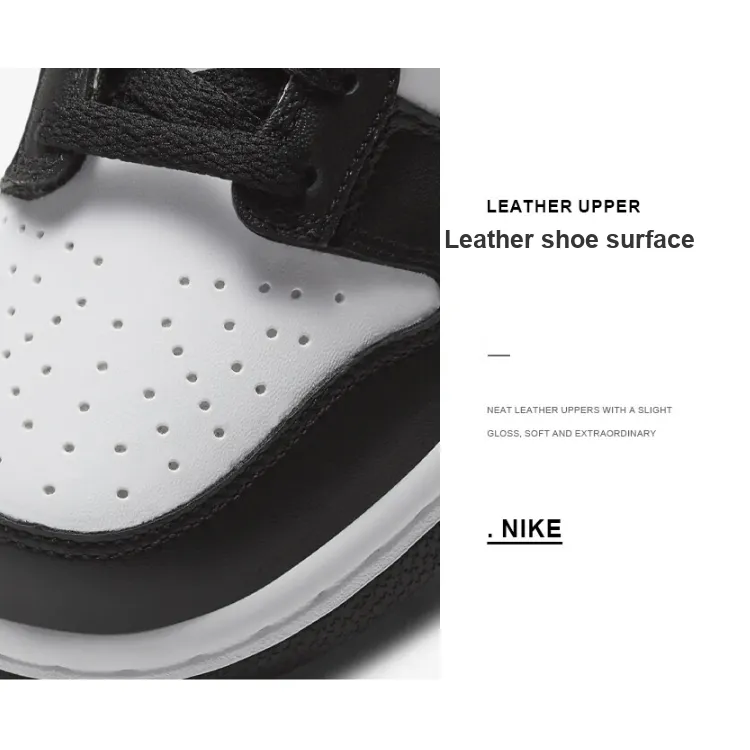 LEATHER UPPER
Leather shoe surface
NEAT LEATHER UPPERS WITH A SLIGHT
GLOSS, SOFT AND EXTRAORDINARY
. NIKE